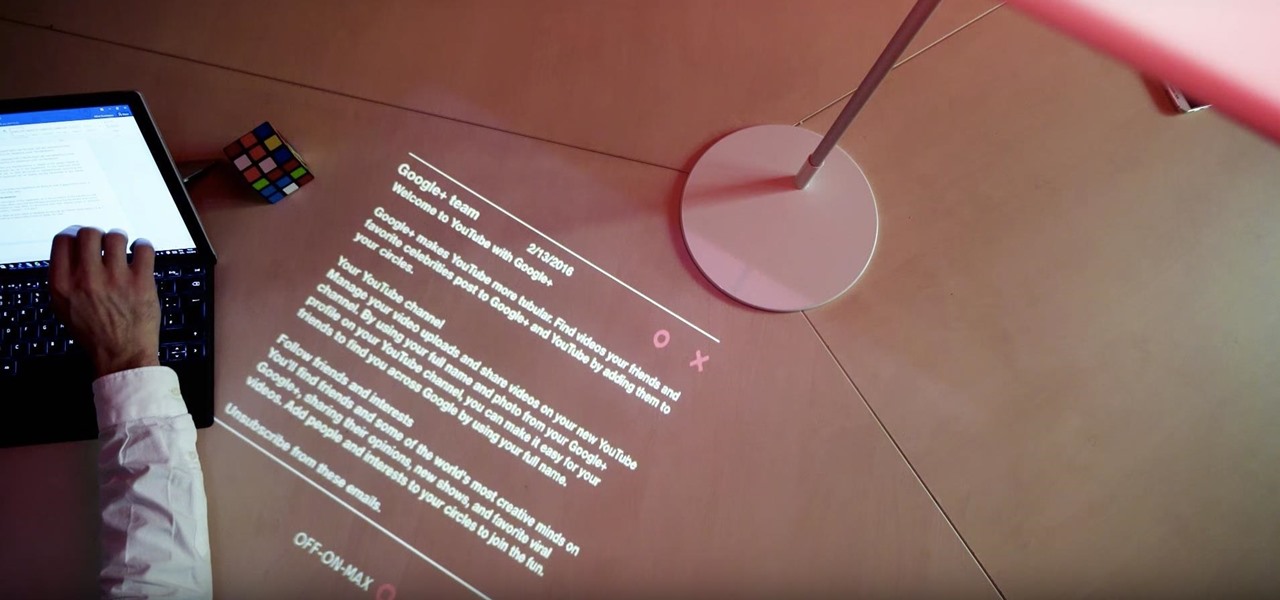 Google+ team
2/13/2016
Welcome to YouTube with Google+
Google+ makes YouTube more tubular. Find videos your friends and
favorite celebrities post to Google+ and YouTube by adding them to
your circles.
Your YouTube channel
Manage your video uploads and share videos on your new YouTube
channel. By using your full name and photo from your Google+
profile on your YouTube channel, you can make it easy for your
friends to find you across Google by using your full name.
Follow friends and interests
You'll find friends and some of the world's most creative minds on
Google+, sharing their opinions, new shows, and favorite viral
videos. Add people and interests to your circles to join the fun.
Unsubscribe from these emails.
OFF-ON-MAX